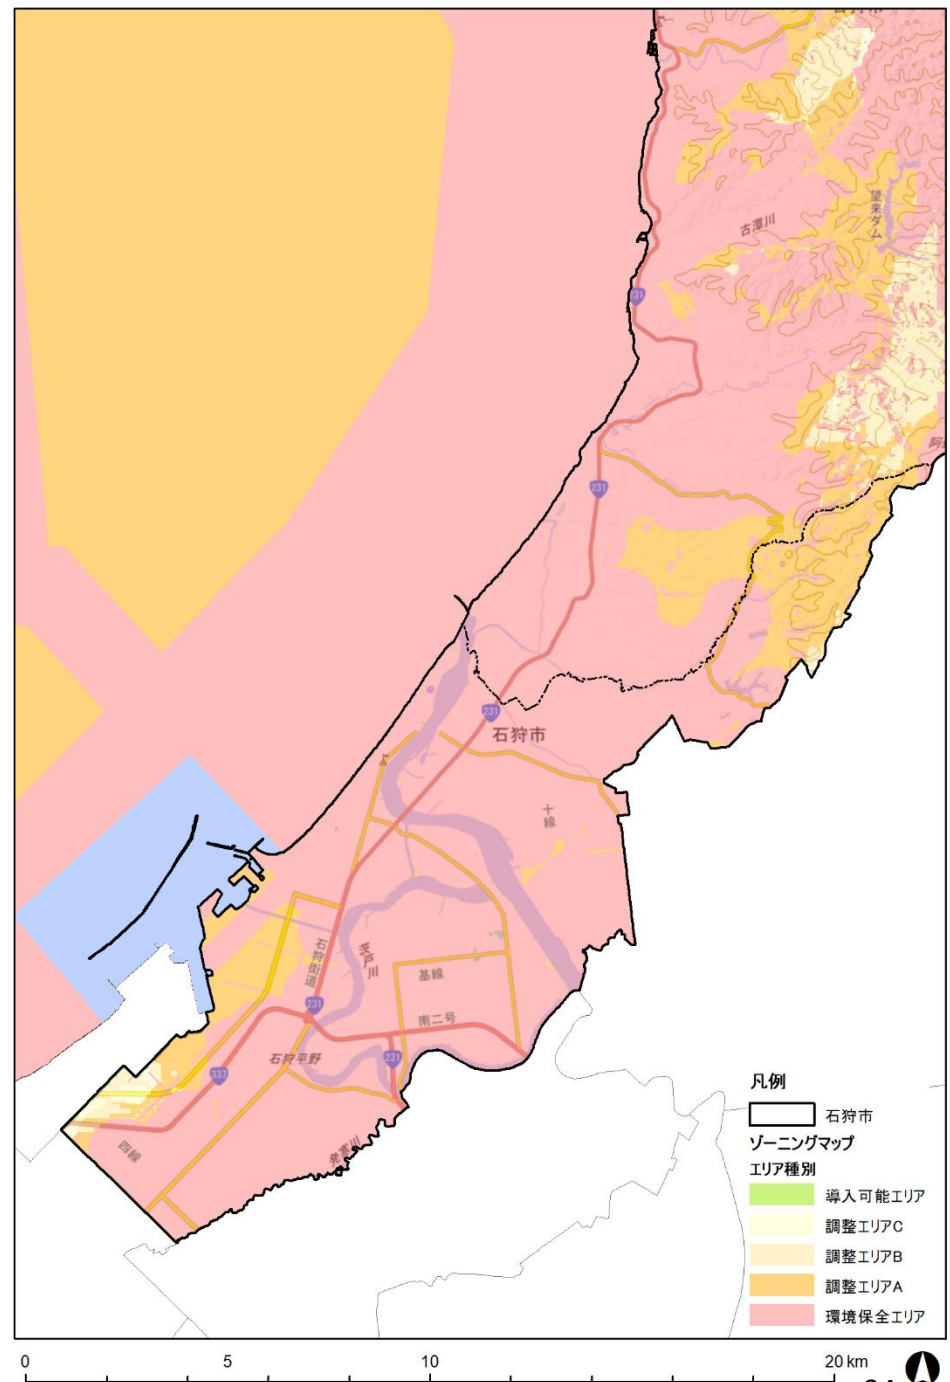 231
望来ダム
古潭川
231
231
石狩市
十線
石狩街道
茨戸川
基線
231
南二号
石狩平野
231
337
四線
発寒川
凡例
石狩市
ゾーニングマップ
エリア種別
導入可能エリア
調整エリアC
調整エリアB
調整エリアA
環境保全エリア
0 5 10 20 km